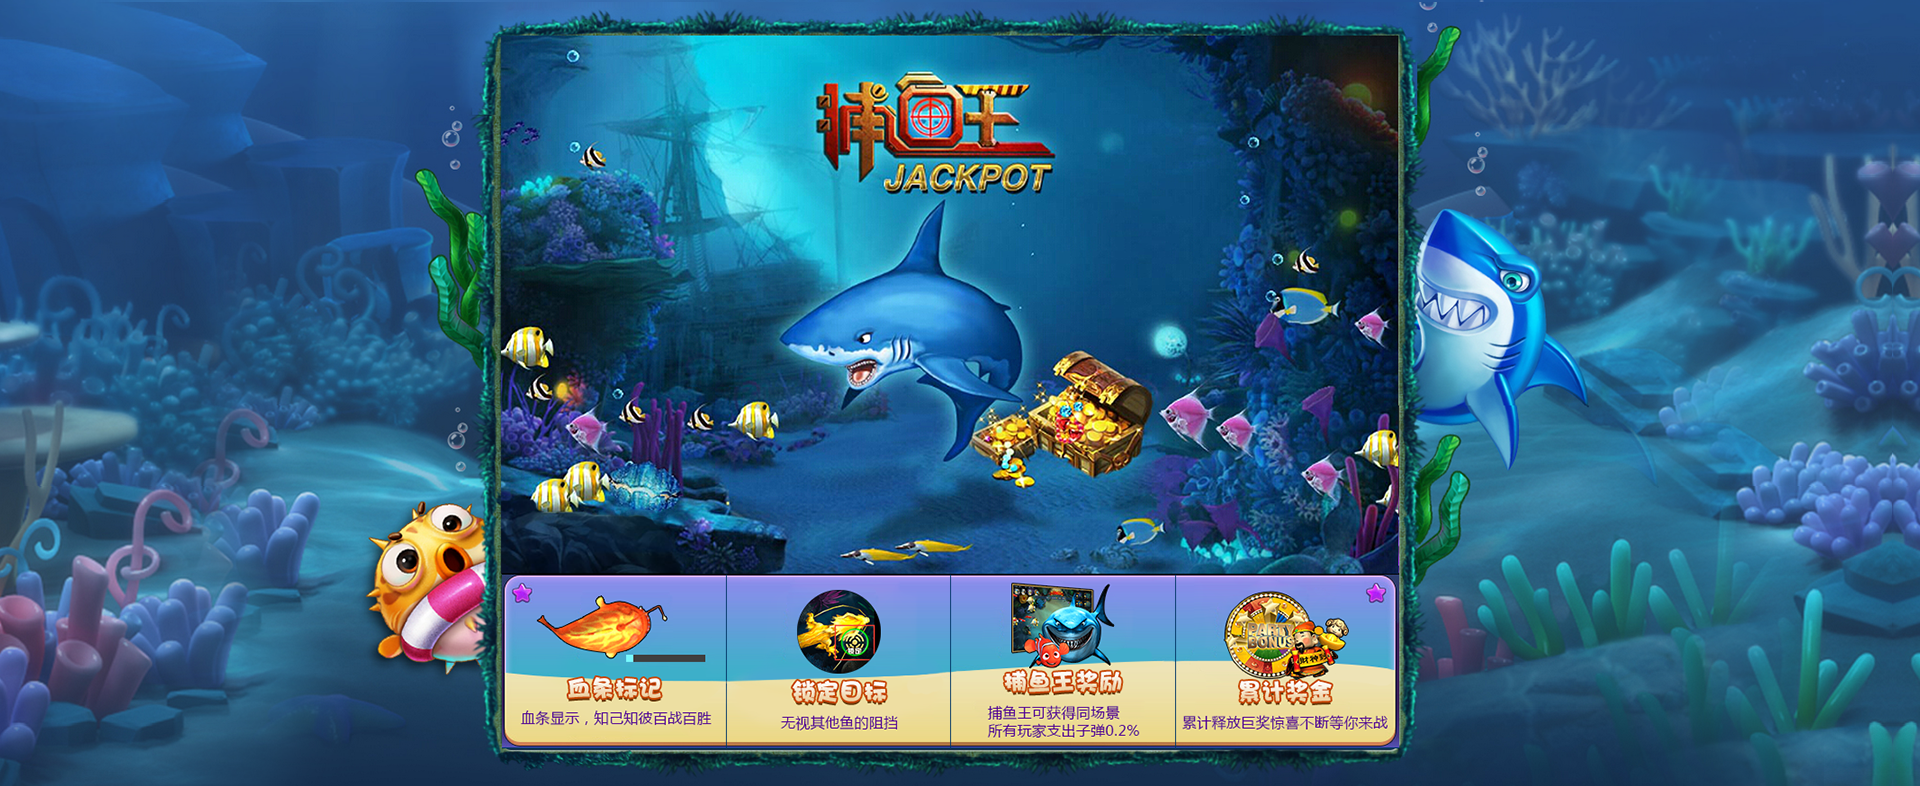 捕鱼王
JACKPOT
血条标记
血条显示，知己知彼百战百胜
锁定目标
无视其他鱼的阻挡
捕鱼王奖励
捕鱼王可获得同场景
所有玩家支出子弹0.2%
PARTY
BONUS
累计奖金
累计释放巨奖惊喜不断等你来战